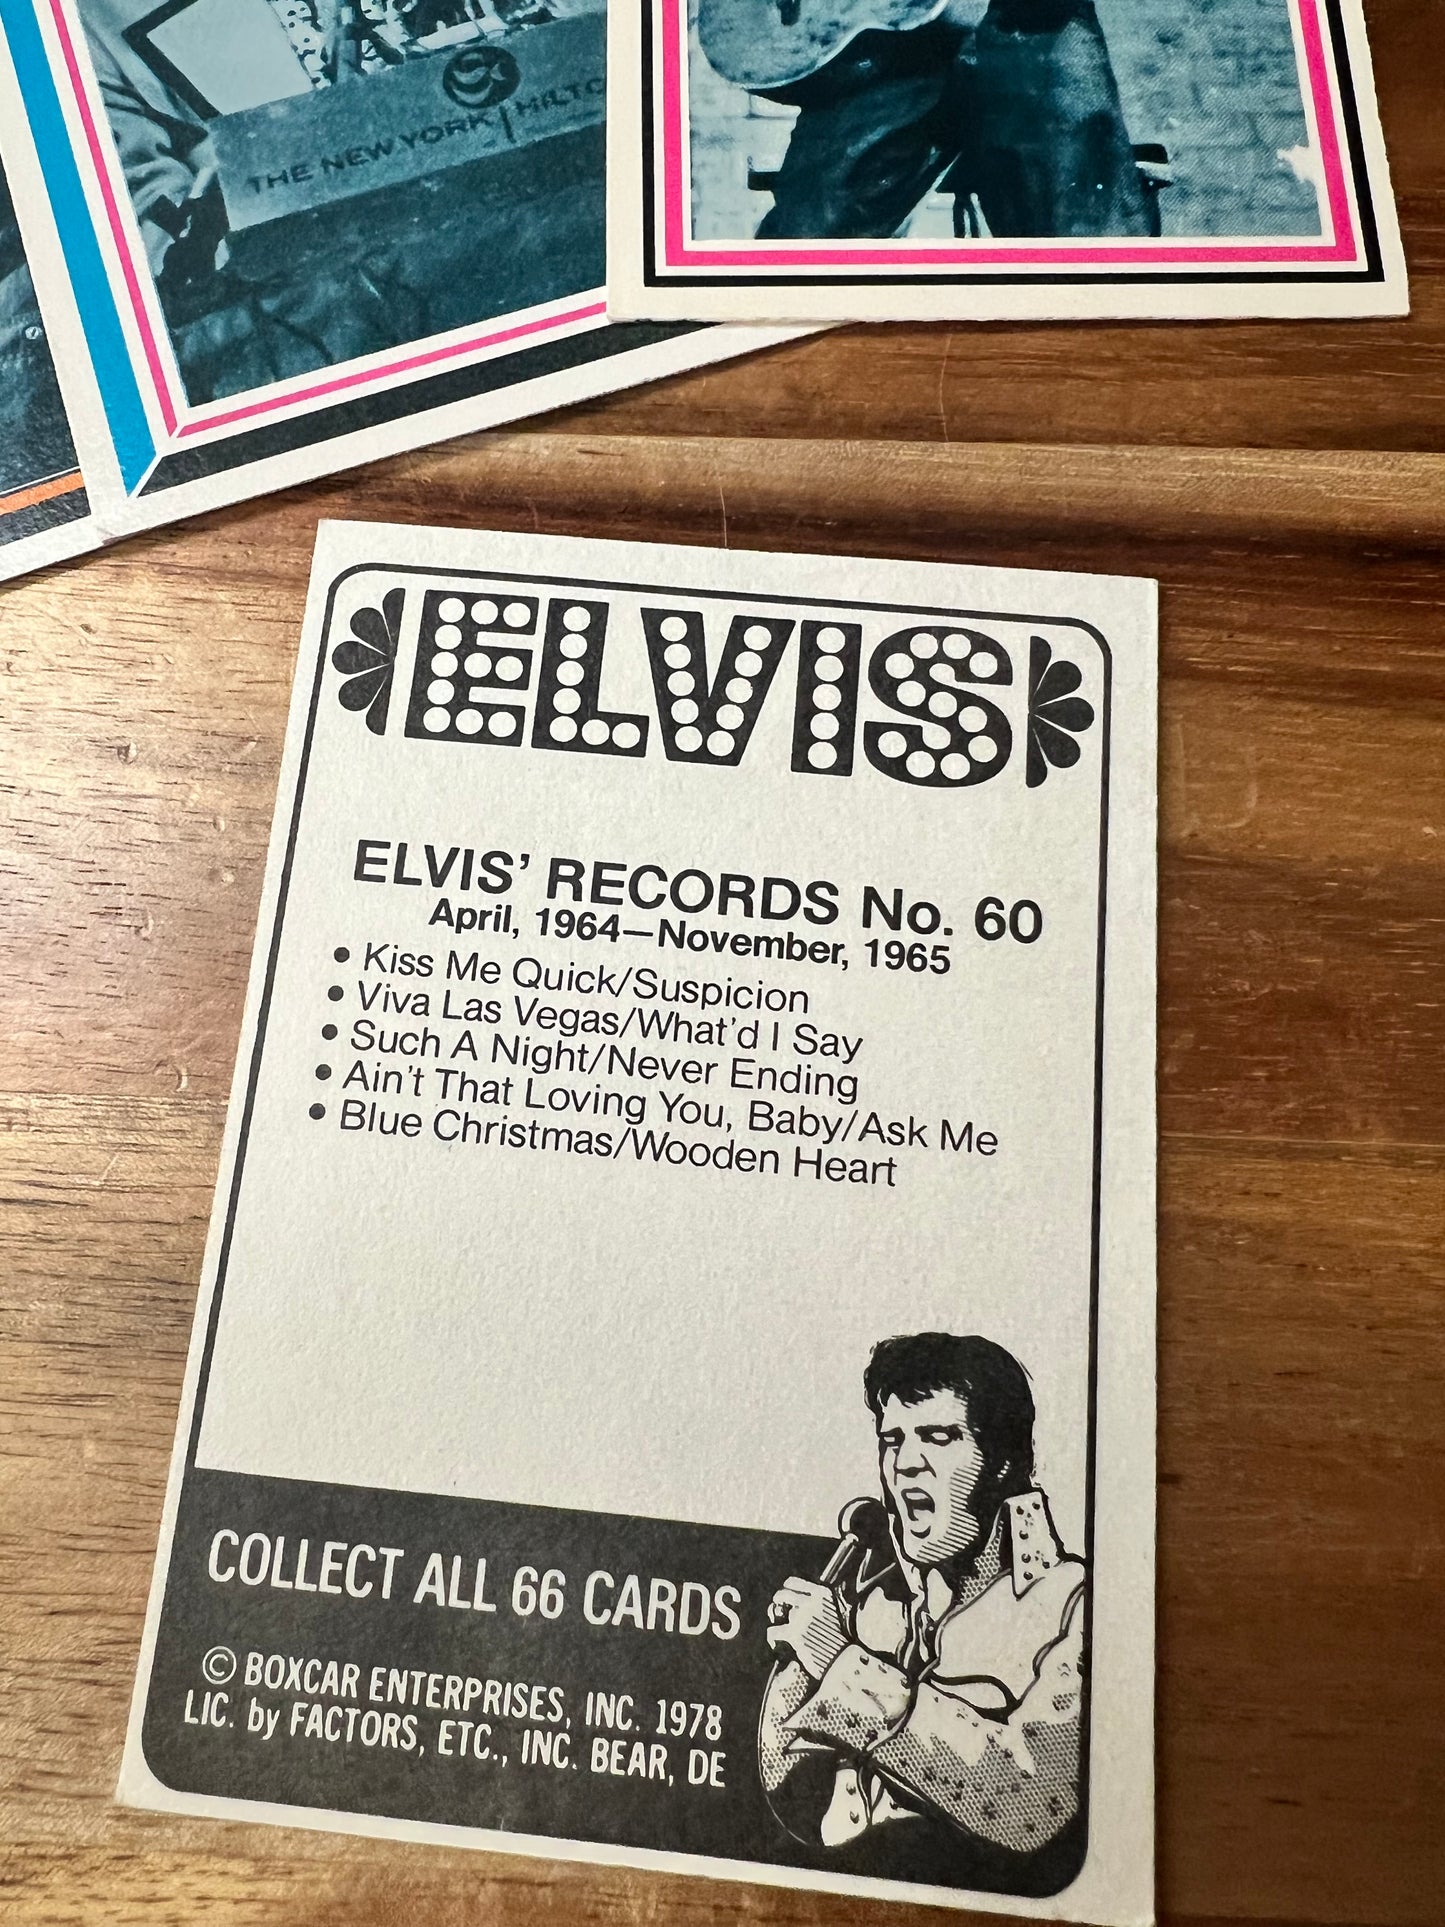 THE NEW YORK HILTO
ELVIS
ELVIS' RECORDS No. 60
April, 1964—November, 1965
• Kiss Me Quick/Suspicion
• Viva Las Vegas/What'd I Say
• Such A Night/Never Ending
• Ain't That Loving You, Baby/Ask Me
• Blue Christmas/Wooden Heart
COLLECT ALL 66 CARDS
© BOXCAR ENTERPRISES, INC. 1978
LIC. by FACTORS, ETC., INC. BEAR, DE